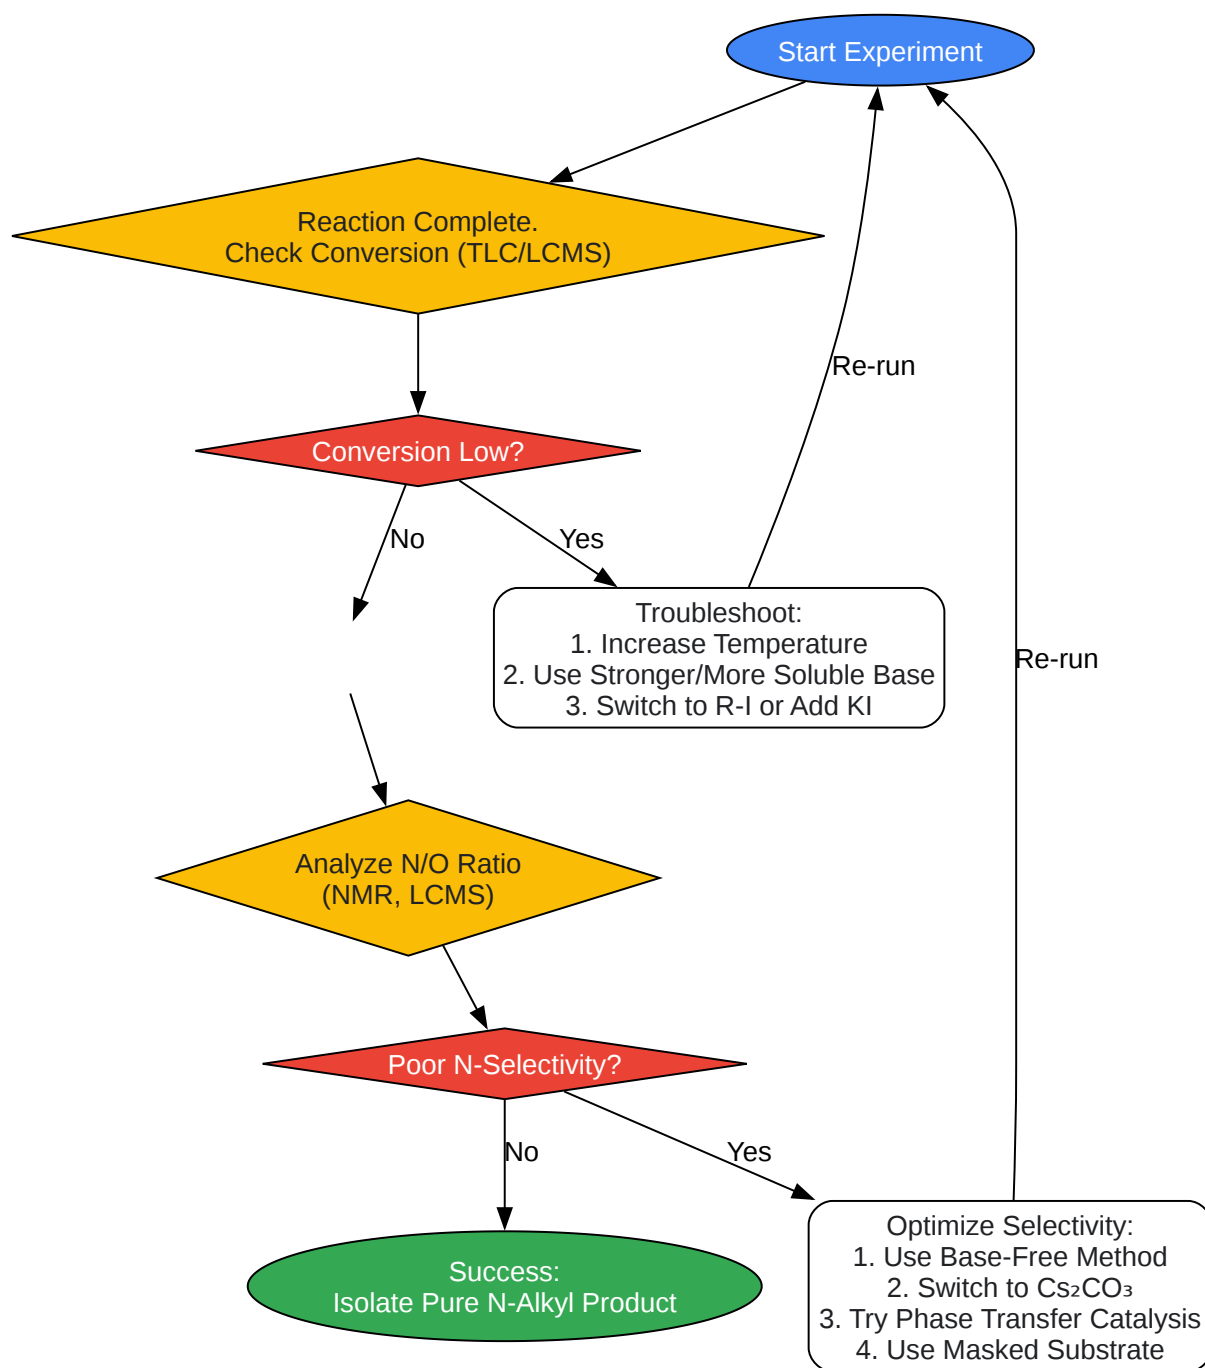 Start Experiment
Reaction Complete.
Check Conversion (TLC/LCMS)
Re-run
Conversion Low?
No
Yes
Troubleshoot:
1. Increase Temperature
2. Use Stronger/More Soluble Base
3. Switch to R-I or Add KI
Re-run
Analyze N/O Ratio
(NMR, LCMS)
Poor N-Selectivity?
No
Yes
Success:
Isolate Pure N-Alkyl Product
Optimize Selectivity:
1. Use Base-Free Method
2. Switch to Cs₂CO₃
3. Try Phase Transfer Catalysis
4. Use Masked Substrate